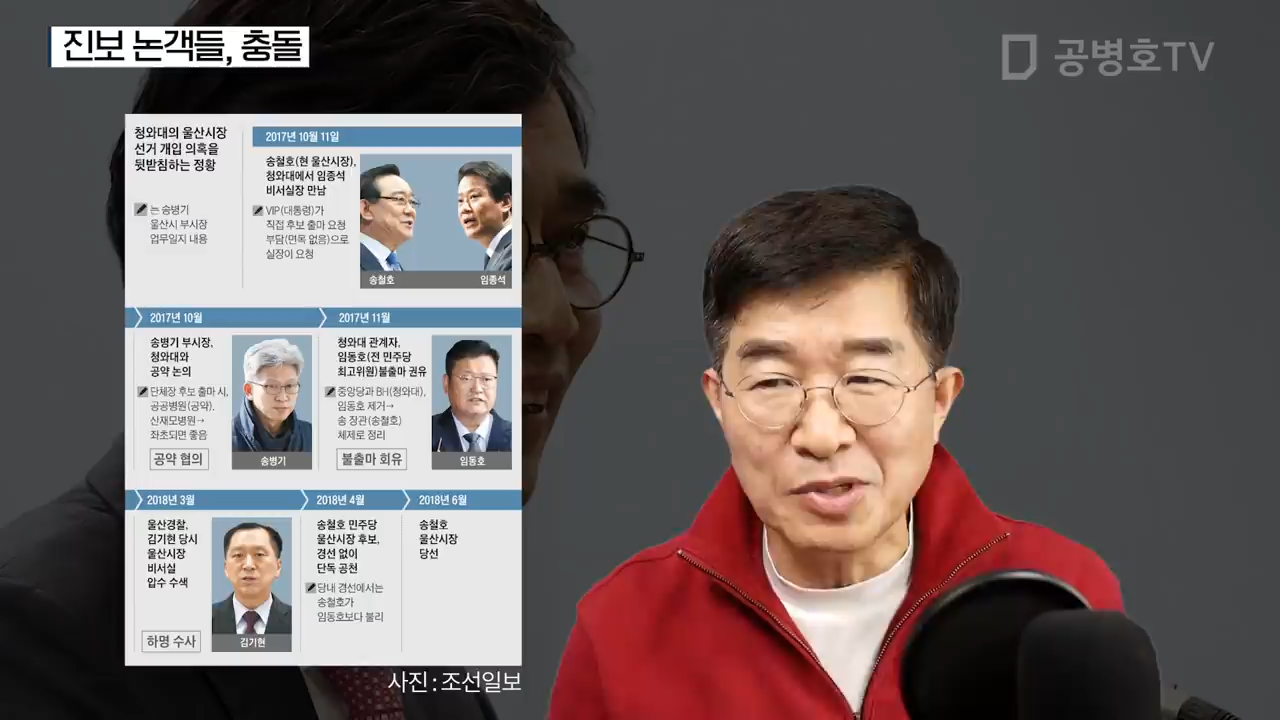 진보 논객들, 충돌
공병호TV
청와대의 울산시장
선거 개입 의혹을
뒷받침하는 정황
는 송병기
울산시 부시장
업무일지 내용
2017년 10월 11일
송철호(현 울산시장),
청와대에서 임종석
비서실장 만남
VIP(대통령)가
직접 후보 출마 요청
부담(면목 없음)으로
실장이 요청
송철호
임종석
2017년 10월
송병기 부시장,
청와대와
공약 논의
단체장 후보 출마 시,
공공병원(공약).
산재모병원→
좌초되면 좋음
공약 협의
송병기
2017년 11월
청와대 관계자,
임동호(전 민주당
최고위원)불출마 권유
중앙당과 BH(청와대),
임동호 제거→
송 장관(송철호)
체제로 정리
불출마 회유
임동호
2018년 3월
울산경찰,
김기현 당시
울산시장
비서실
압수 수색
하명 수사
김기현
2018년 4월
송철호 민주당
울산시장 후보,
경선 없이
단독 공천
당내 경선에서는
송철호가
임동호보다 불리
2018년 6월
송철호
울산시장
당선
사진 : 조선일보